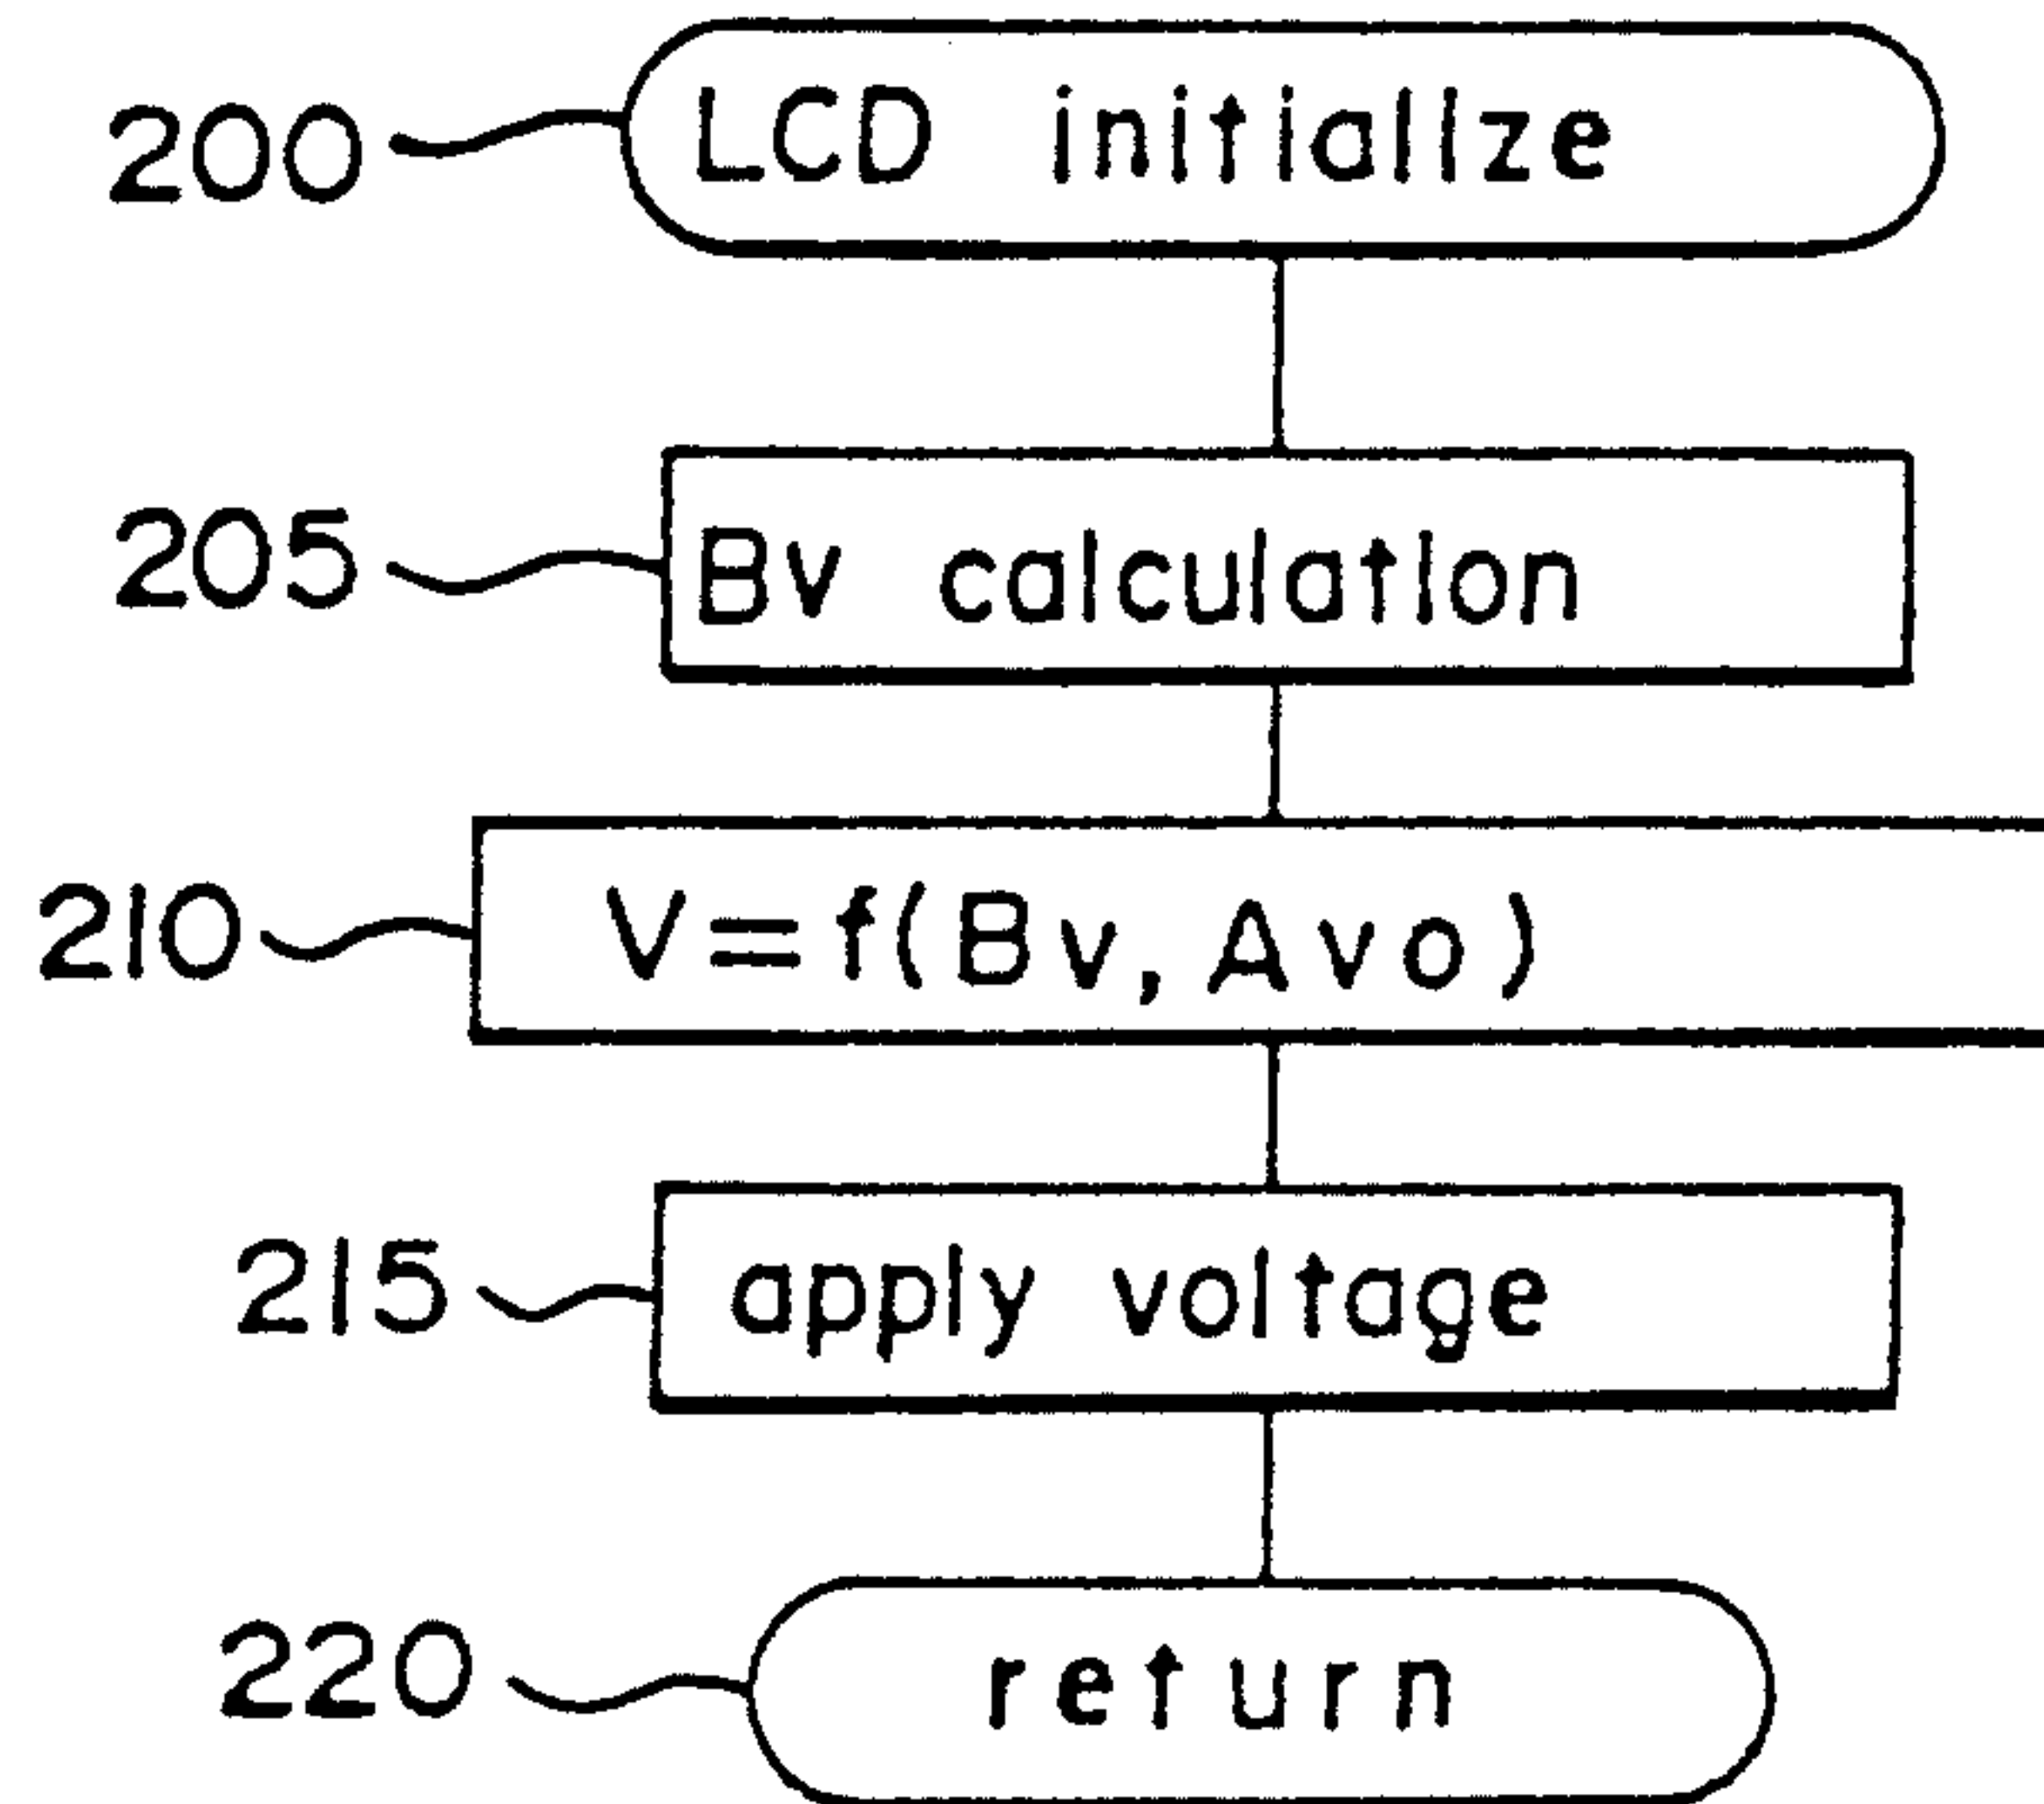 200 LCD initialize
205 Bv calculation
210 V=f(Bv, Avo)
215 apply voltage
220 return